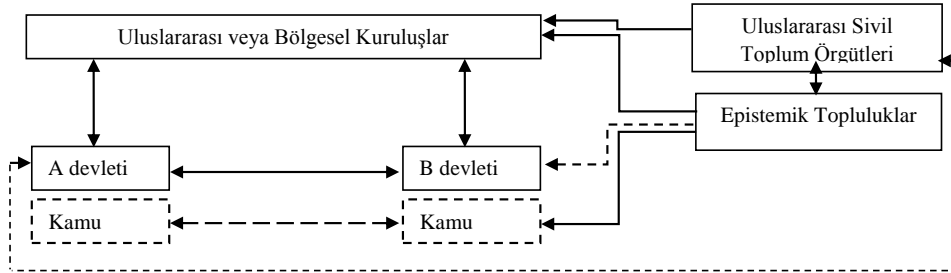 Uluslararası veya Bölgesel Kuruluşlar
Uluslararası Sivil
Toplum Örgütleri
Epistemik Topluluklar
A devleti
B devleti
Kamu
Kamu